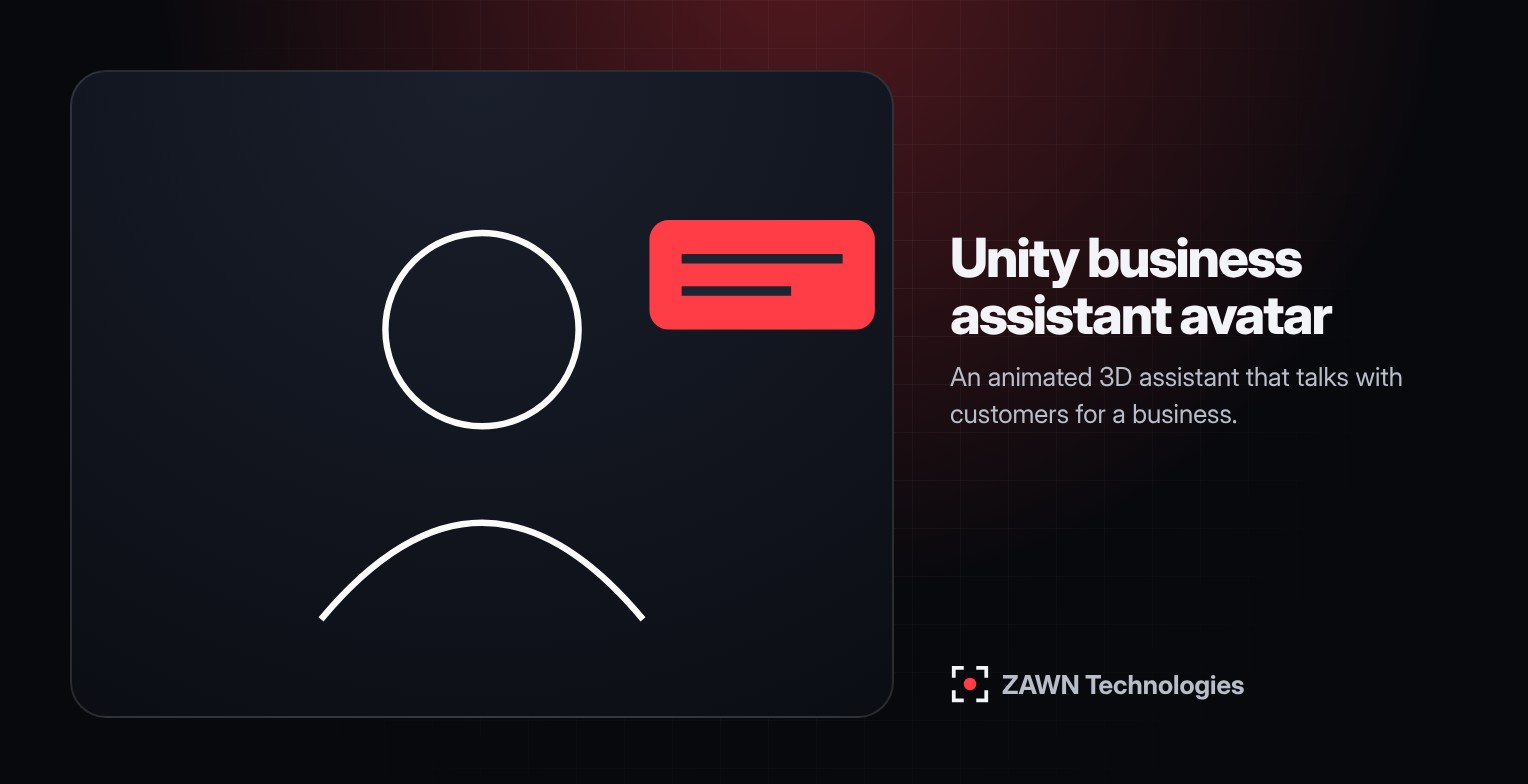 Unity business
assistant avatar
An animated 3D assistant that talks with
customers for a business.
ZAWN Technologies